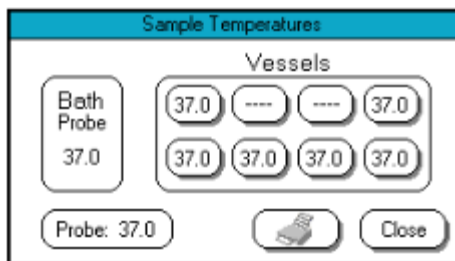 Sample Temperatures
Vessels
Bath
Probe
37.0
37.0 ---- ---- 37.0
37.0 37.0 37.0 37.0
Probe: 37.0
Close